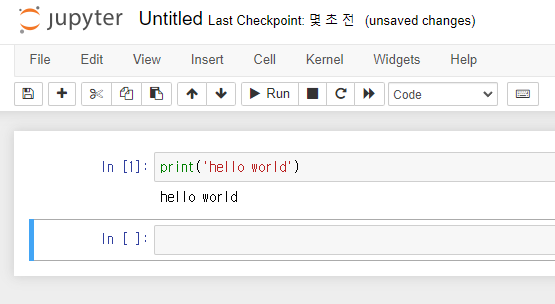 jupyter Untitled Last Checkpoint: 몇 초 전 (unsaved changes)
File Edit View Insert Cell Kernel Widgets Help
Run Code
In [1]: print('hello world')
hello world
In [ ]: